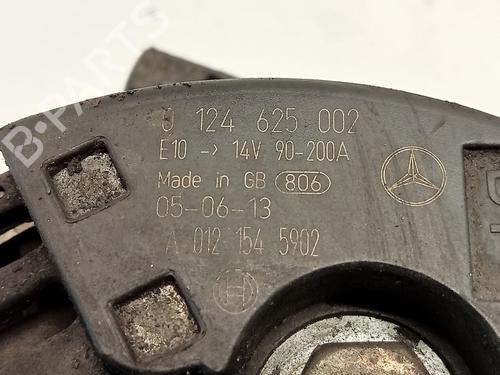 B-PARTS
0 124 625 002
E10 -> 14V 90-200A
Made in GB 806
05-06-13
A 012 154 5902